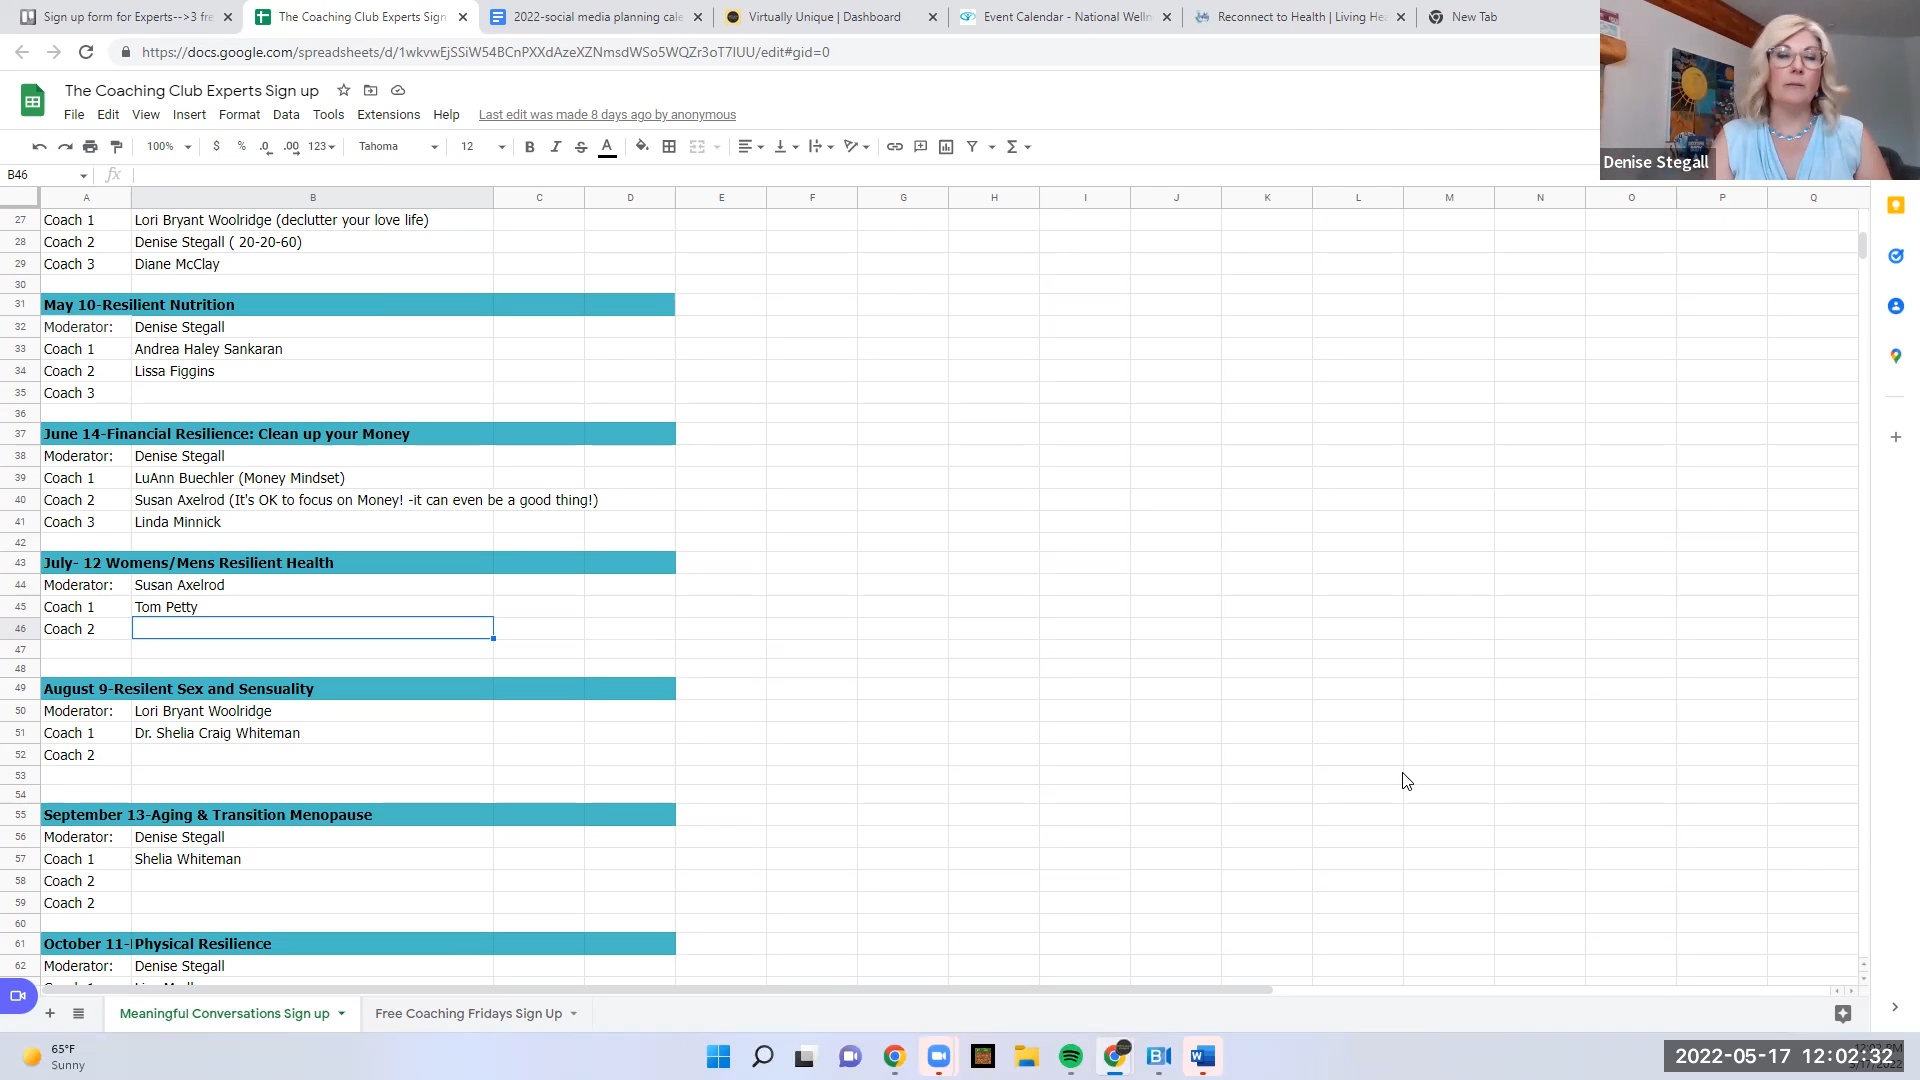 Sign up form for Experts-->3 fre
The Coaching Club Experts Sign
2022-social media planning cale
Virtually Unique | Dashboard
Event Calendar - National Welln
Reconnect to Health | Living Hea
New Tab
https://docs.google.com/spreadsheets/d/1wkvwEjSSiW54BCnPXXdAzeXZNmsdWSo5WQZr3oT7IUU/edit#gid=0
The Coaching Club Experts Sign up
File Edit View Insert Format Data Tools Extensions Help Last edit was made 8 days ago by anonymous
100% $ % .0 .00 123 Tahoma 12 B I S A
Denise Stegall
B46 fx
A B C D E F G H I J K L M N O P Q
27 Coach 1 Lori Bryant Woolridge (declutter your love life)
28 Coach 2 Denise Stegall ( 20-20-60)
29 Coach 3 Diane McClay
30
31 May 10-Resilient Nutrition
32 Moderator: Denise Stegall
33 Coach 1 Andrea Haley Sankaran
34 Coach 2 Lissa Figgins
35 Coach 3
36
37 June 14-Financial Resilience: Clean up your Money
38 Moderator: Denise Stegall
39 Coach 1 LuAnn Buechler (Money Mindset)
40 Coach 2 Susan Axelrod (It's OK to focus on Money! -it can even be a good thing!)
41 Coach 3 Linda Minnick
42
43 July- 12 Womens/Mens Resilient Health
44 Moderator: Susan Axelrod
45 Coach 1 Tom Petty
46 Coach 2
47
48
49 August 9-Resilent Sex and Sensuality
50 Moderator: Lori Bryant Woolridge
51 Coach 1 Dr. Shelia Craig Whiteman
52 Coach 2
53
54
55 September 13-Aging & Transition Menopause
56 Moderator: Denise Stegall
57 Coach 1 Shelia Whiteman
58 Coach 2
59 Coach 2
60
61 October 11- Physical Resilience
62 Moderator: Denise Stegall
Meaningful Conversations Sign up
Free Coaching Fridays Sign Up
65°F
Sunny
2022-05-17 12:02:32